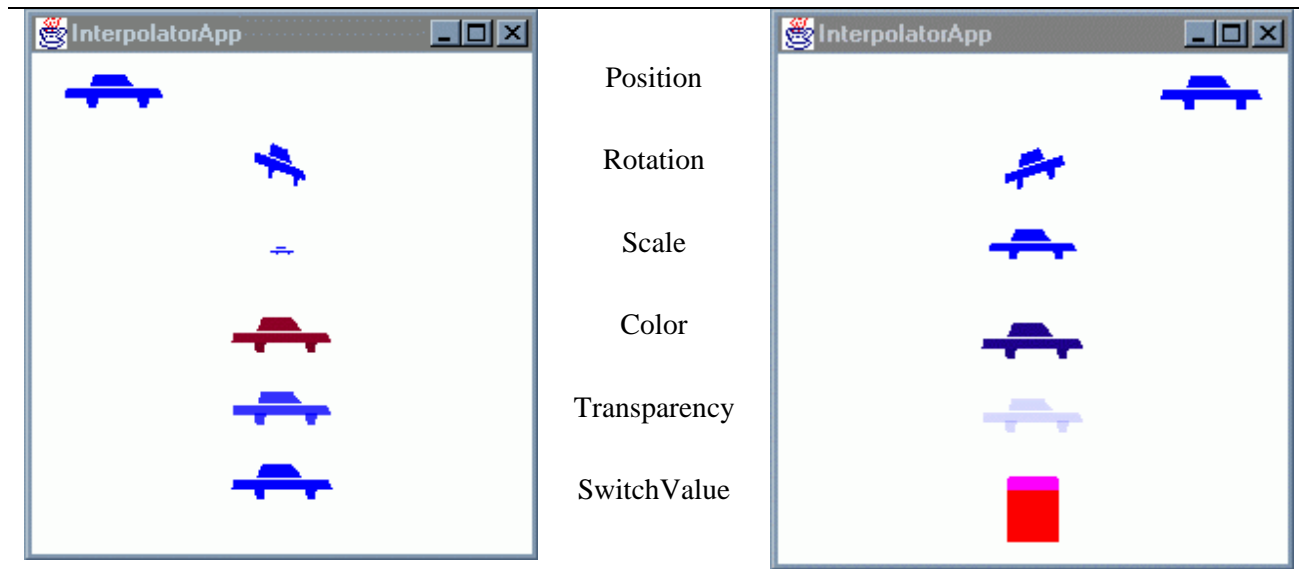 InterpolatorApp
InterpolatorApp
Position
Rotation
Scale
Color
Transparency
SwitchValue